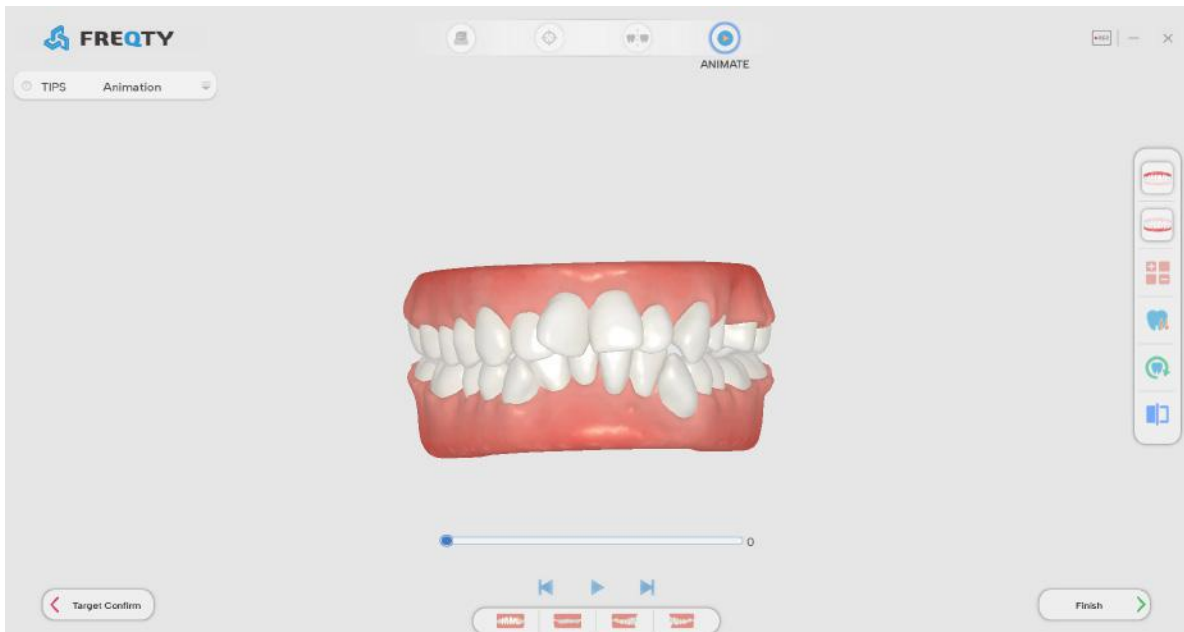 FREQTY
ANIMATE
TIPS Animation
0
Target Confirm
Finish